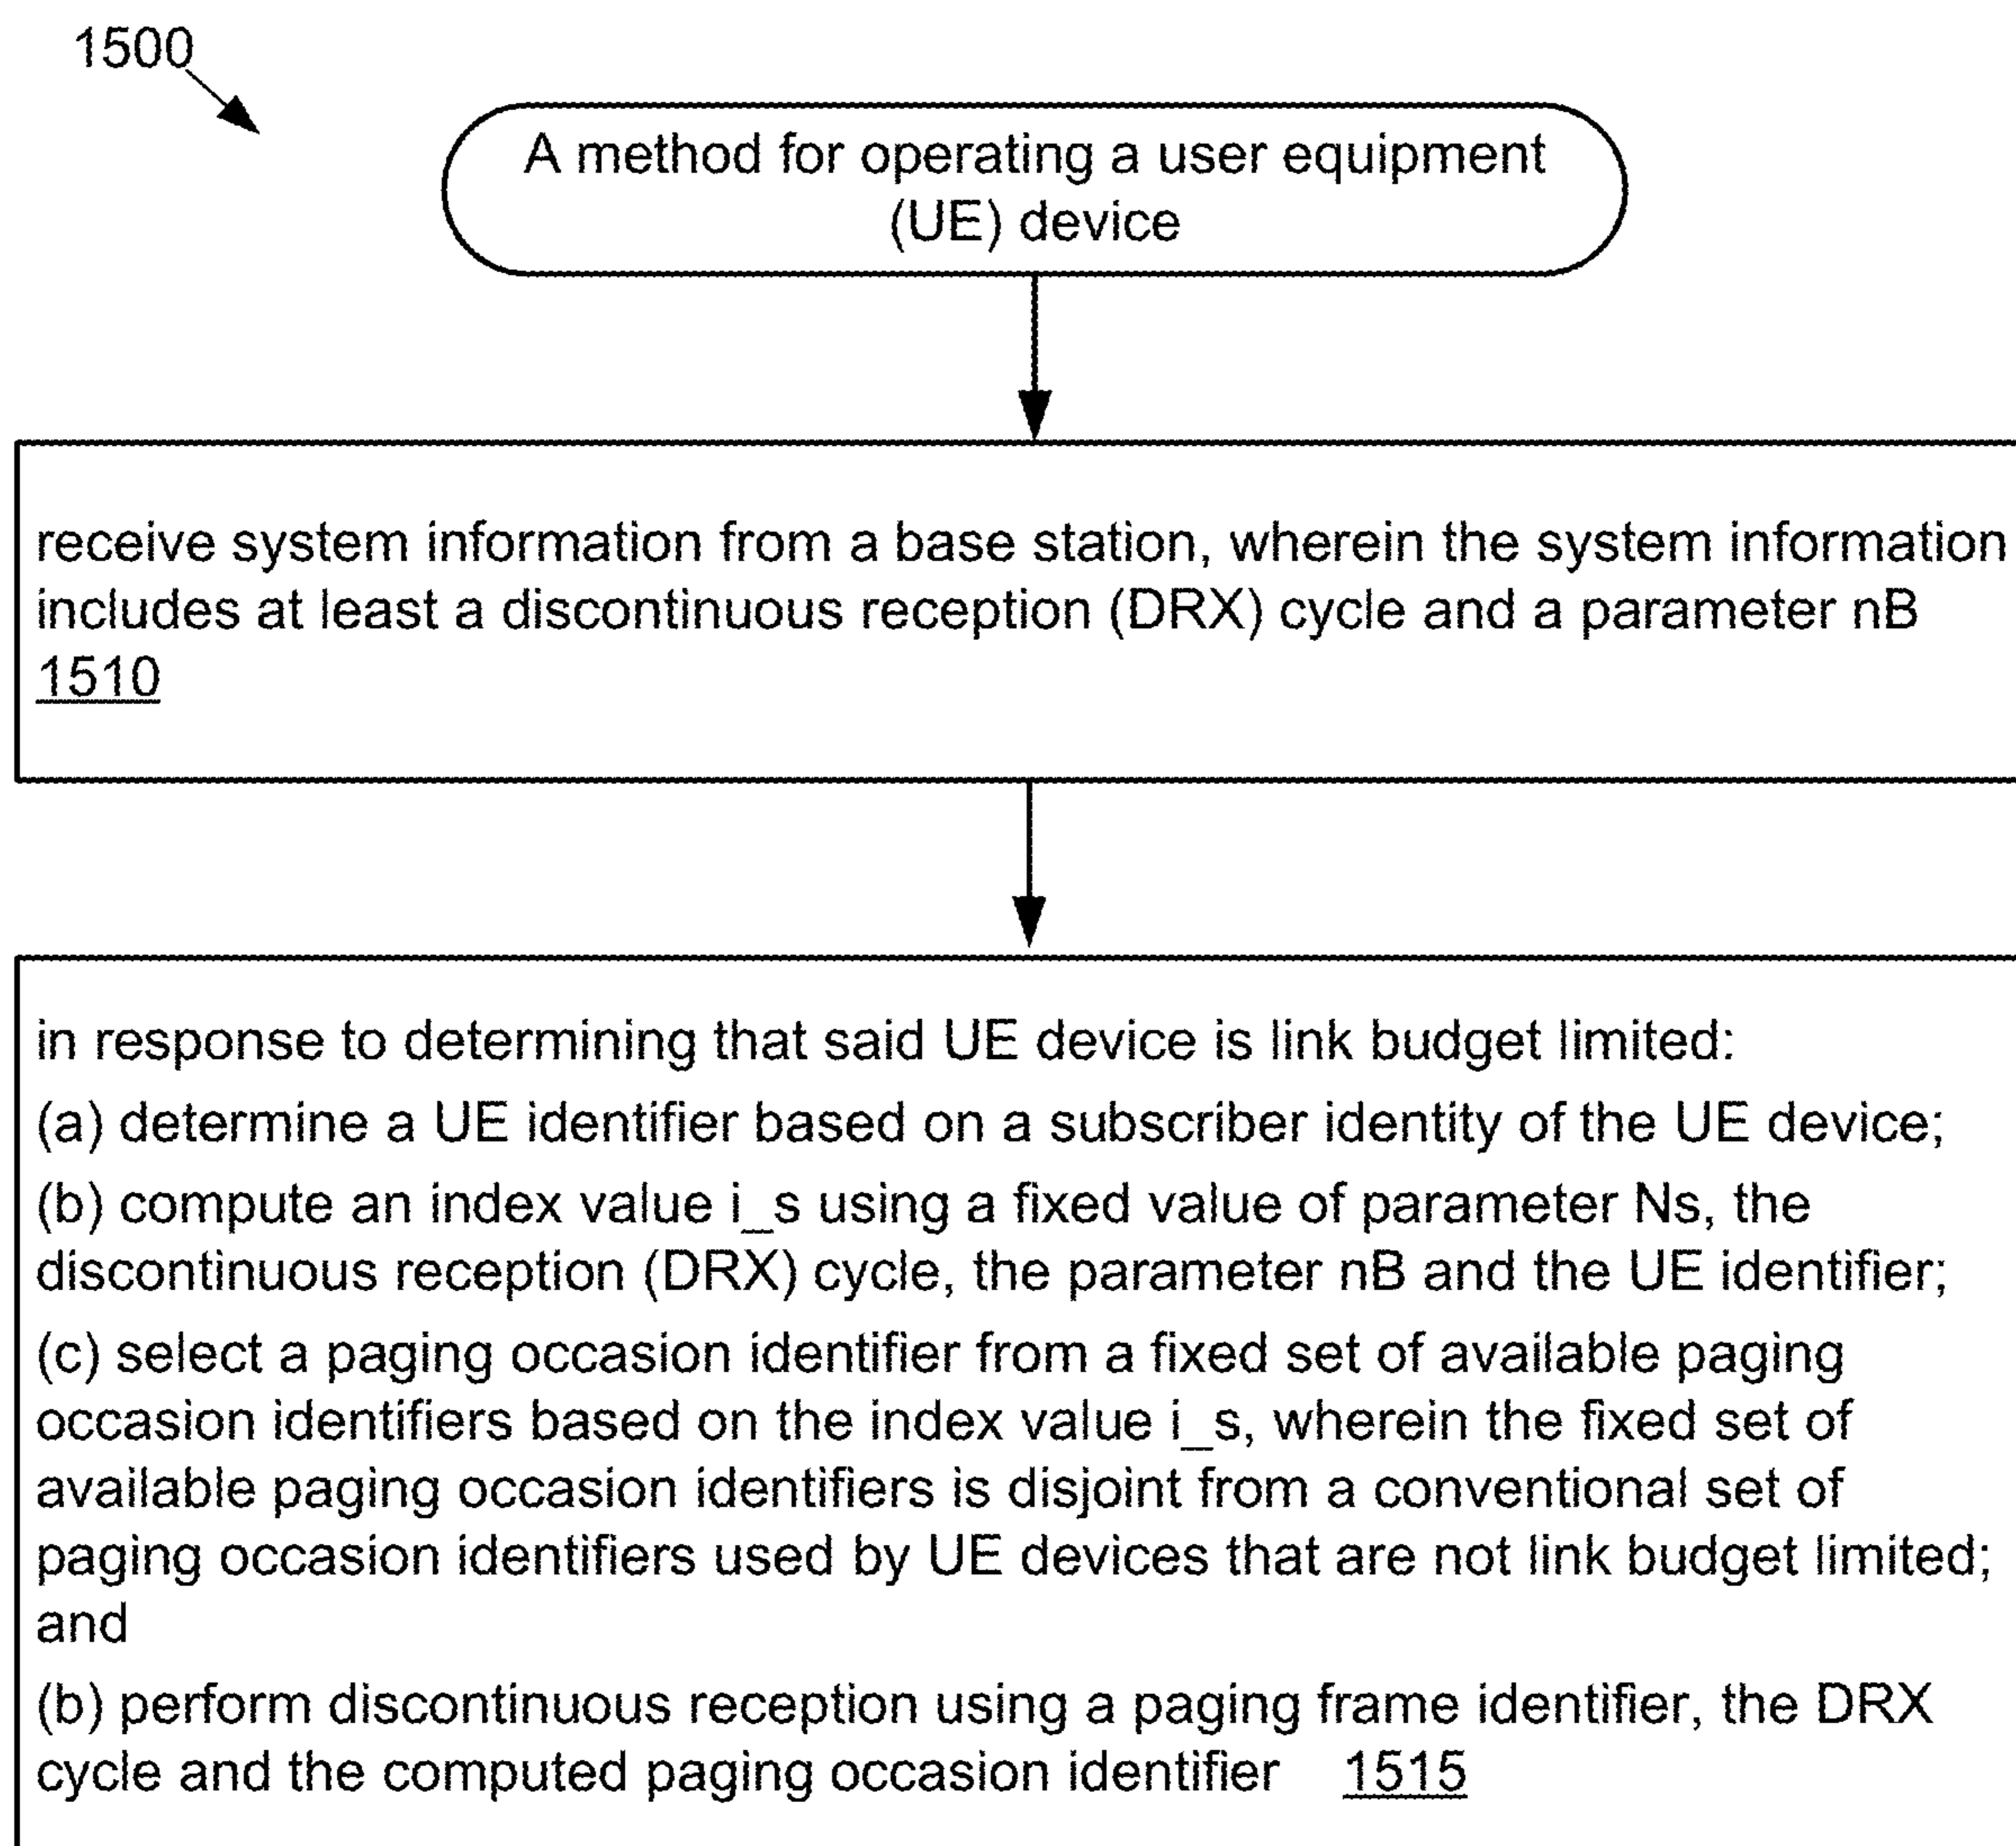 1500
A method for operating a user equipment
(UE) device
receive system information from a base station, wherein the system information
includes at least a discontinuous reception (DRX) cycle and a parameter nB
1510
in response to determining that said UE device is link budget limited:
(a) determine a UE identifier based on a subscriber identity of the UE device;
(b) compute an index value i_s using a fixed value of parameter Ns, the
discontinuous reception (DRX) cycle, the parameter nB and the UE identifier;
(c) select a paging occasion identifier from a fixed set of available paging
occasion identifiers based on the index value i_s, wherein the fixed set of
available paging occasion identifiers is disjoint from a conventional set of
paging occasion identifiers used by UE devices that are not link budget limited;
and
(b) perform discontinuous reception using a paging frame identifier, the DRX
cycle and the computed paging occasion identifier 1515